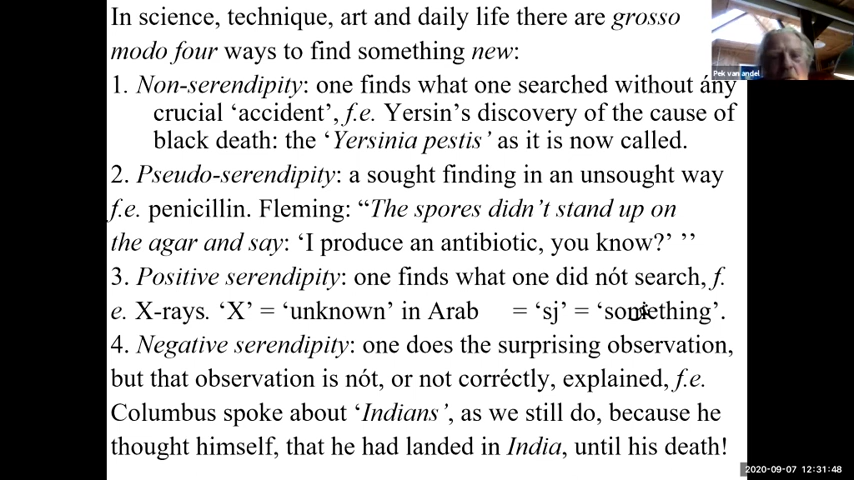 In science, technique, art and daily life there are grosso
modo four ways to find something new:
1. Non-serendipity: one finds what one searched without ány
crucial ‘accident’, f.e. Yersin’s discovery of the cause of
black death: the ‘Yersinia pestis’ as it is now called.
2. Pseudo-serendipity: a sought finding in an unsought way
f.e. penicillin. Fleming: “The spores didn’t stand up on
the agar and say: ‘I produce an antibiotic, you know?’ ’’
3. Positive serendipity: one finds what one did nót search, f.
e. X-rays. ‘X’ = ‘unknown’ in Arab = ‘sj’ = ‘something’.
4. Negative serendipity: one does the surprising observation,
but that observation is nót, or not corréctly, explained, f.e.
Columbus spoke about ‘Indians’, as we still do, because he
thought himself, that he had landed in India, until his death!
Pek van andel
2020-09-07 12:31:48